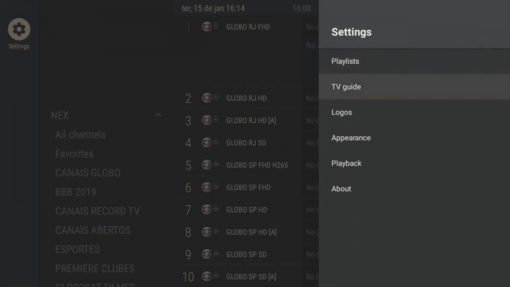 Settings
ter, 15 de jan 16:14
16:00
NEX
All channels
Favorites
CANAIS GLOBO
BBB 2019
CANAIS RECORD TV
CANAIS ABERTOS
ESPORTES
PREMIERE CLUBES
GLOBOSAT FILMES
1 GLOBO RJ FHD
No
2 GLOBO RJ HD
3 GLOBO RJ HD [A]
4 GLOBO RJ SD
5 GLOBO SP FHD H265
6 GLOBO SP FHD
7 GLOBO SP HD
8 GLOBO SP HD [A]
9 GLOBO SP SD
10 GLOBO SP SD [A]
Settings
Playlists
TV guide
Logos
Appearance
Playback
About